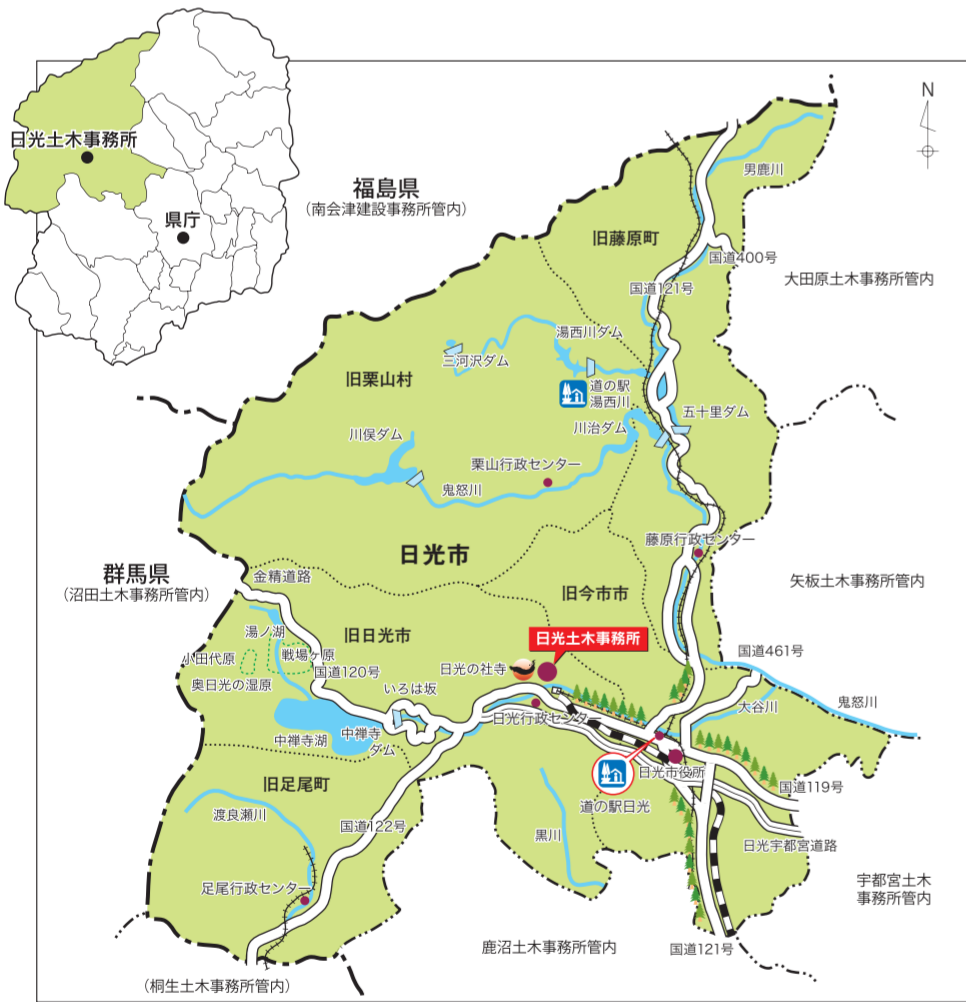 日光土木事務所
県庁
N
福島県
(南会津建設事務所管内)
男鹿川
旧藤原町
国道400号
大田原土木事務所管内
国道121号
湯西川ダム
三河沢ダム
旧栗山村
道の駅
湯西川
五十里ダム
川治ダム
川俣ダム
栗山行政センター
鬼怒川
藤原行政センター
日光市
群馬県
(沼田土木事務所管内)
金精道路
矢板土木事務所管内
旧今市市
湯ノ湖
旧日光市
日光土木事務所
小田代原
戦場ヶ原
国道120号
日光の社寺
国道461号
奥日光の湿原
いろは坂
日光行政センター
大谷川
鬼怒川
中禅寺湖
中禅寺
ダム
日光市役所
旧足尾町
道の駅日光
国道119号
渡良瀬川
国道122号
黒川
日光宇都宮道路
足尾行政センター
宇都宮土木
事務所管内
鹿沼土木事務所管内
国道121号
(桐生土木事務所管内)